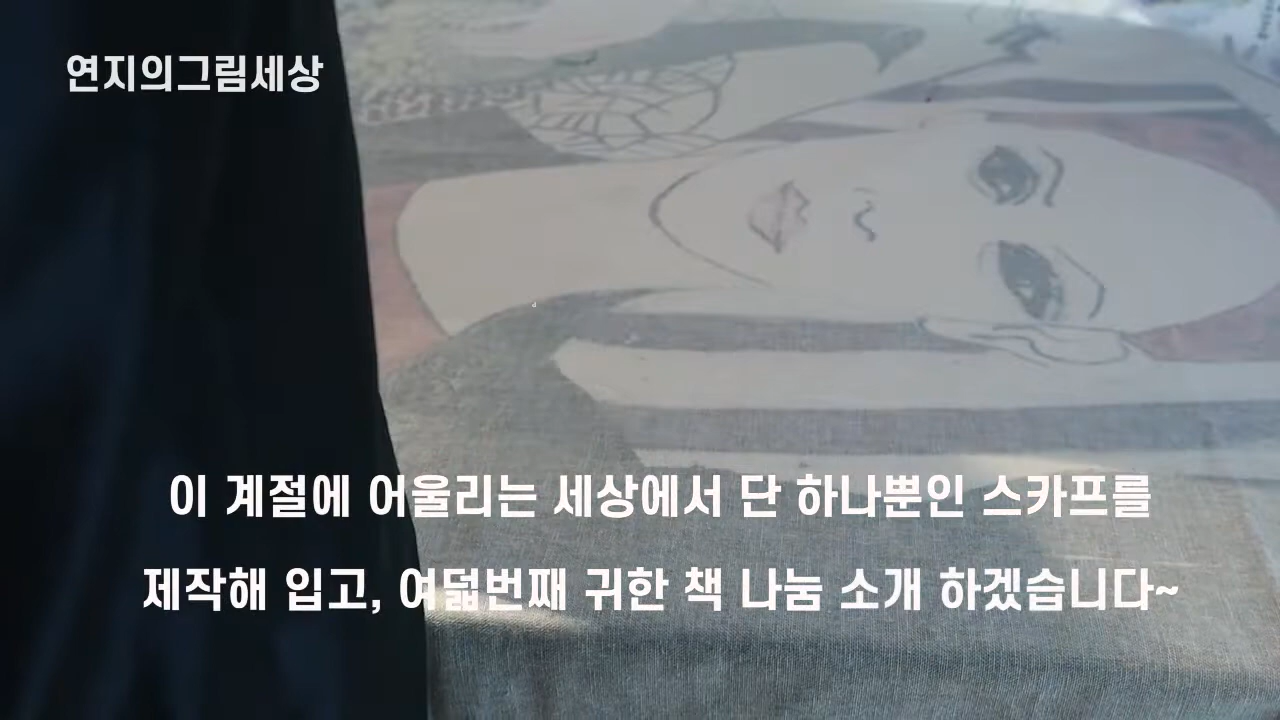 연지의그림세상
이 계절에 어울리는 세상에서 단 하나뿐인 스카프를
제작해 입고, 여덟번째 귀한 책 나눔 소개 하겠습니다~